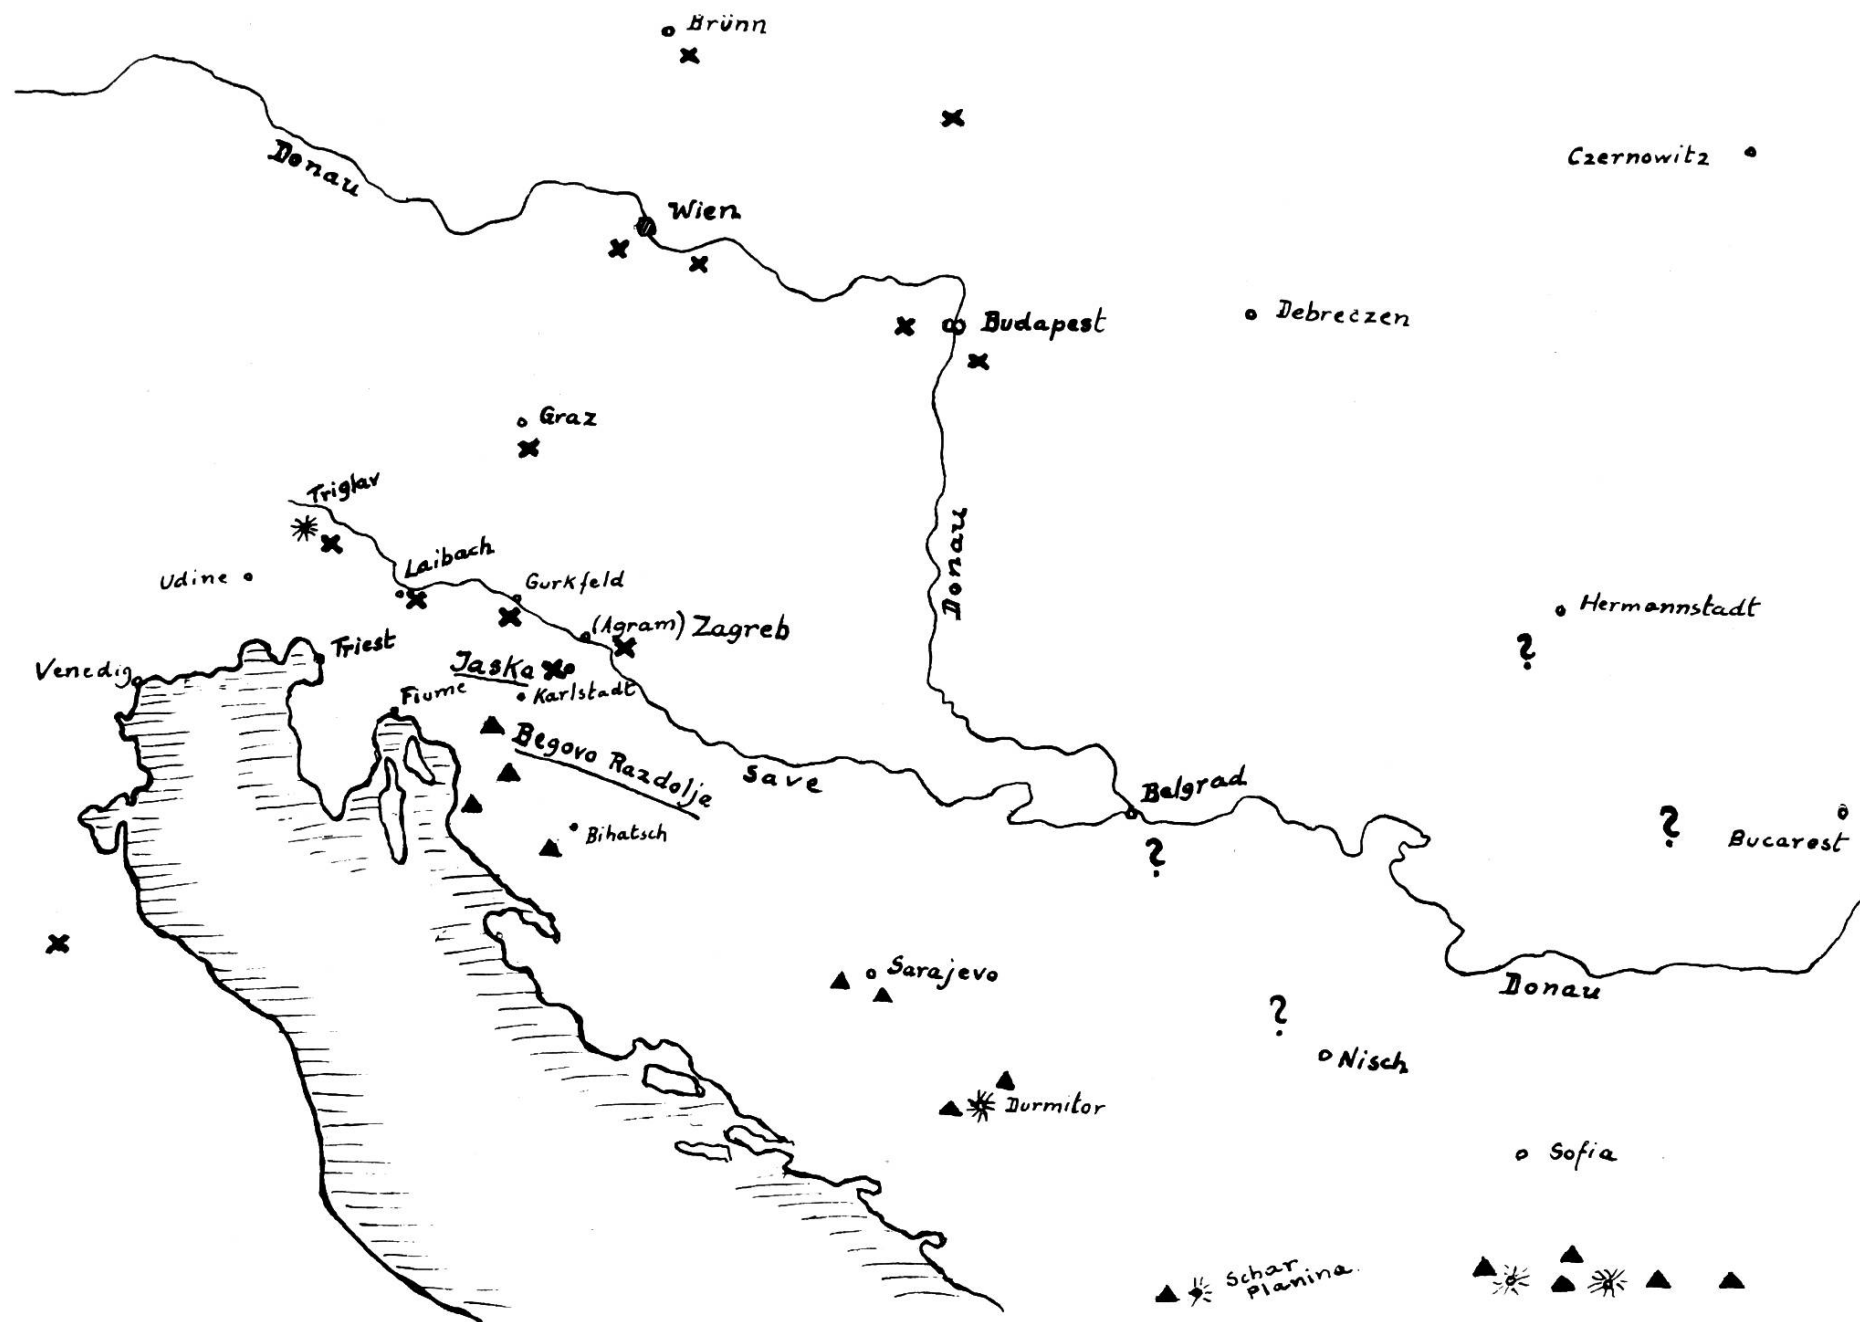 Brünn
Czernowitz
Donau
Wien
Budapest
Debreczen
Graz
Triglav
Donau
Laibach
Udine
Gurkfeld
Hermannstadt
(Agram) Zagreb
?
Triest
Venedig
Jaska
Karlstadt
Fiume
Begovo Razdolje
Save
Belgrad
?
Bucarest
Bihatsch
?
Sarajevo
Donau
?
Nisch
Durmitor
Sofia
Schar
Planina.